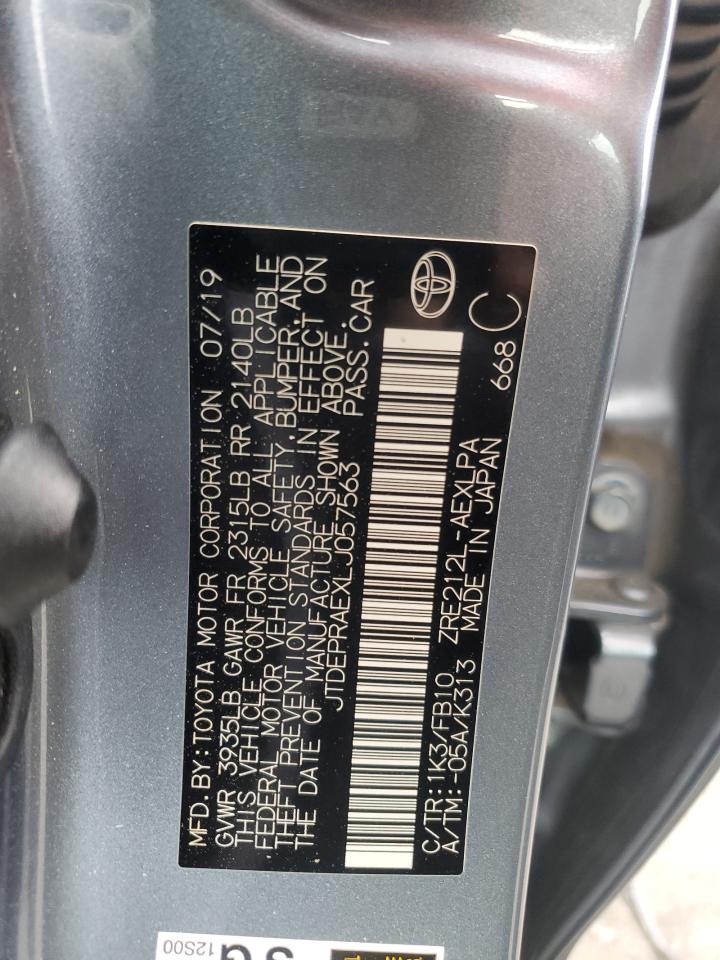 MFD.BY:TOYOTA MOTOR CORPORATION 07/19
GVWR 3935LB GAWR FR 2315LB RR 2140LB
THIS VEHICLE CONFORMS TO ALL APPLICABLE
FEDERAL MOTOR VEHICLE SAFETY,BUMPER,AND
THEFT PREVENTION STANDARDS IN EFFECT ON
THE DATE OF MANUFACTURE SHOWN ABOVE.
JTDEPRAEXLJ057563 PASS.CAR
C/TR:1K3/FB10 ZRE212L-AEXLPA 668
A/TM:-05A/K313 MADE IN JAPAN C
12S00